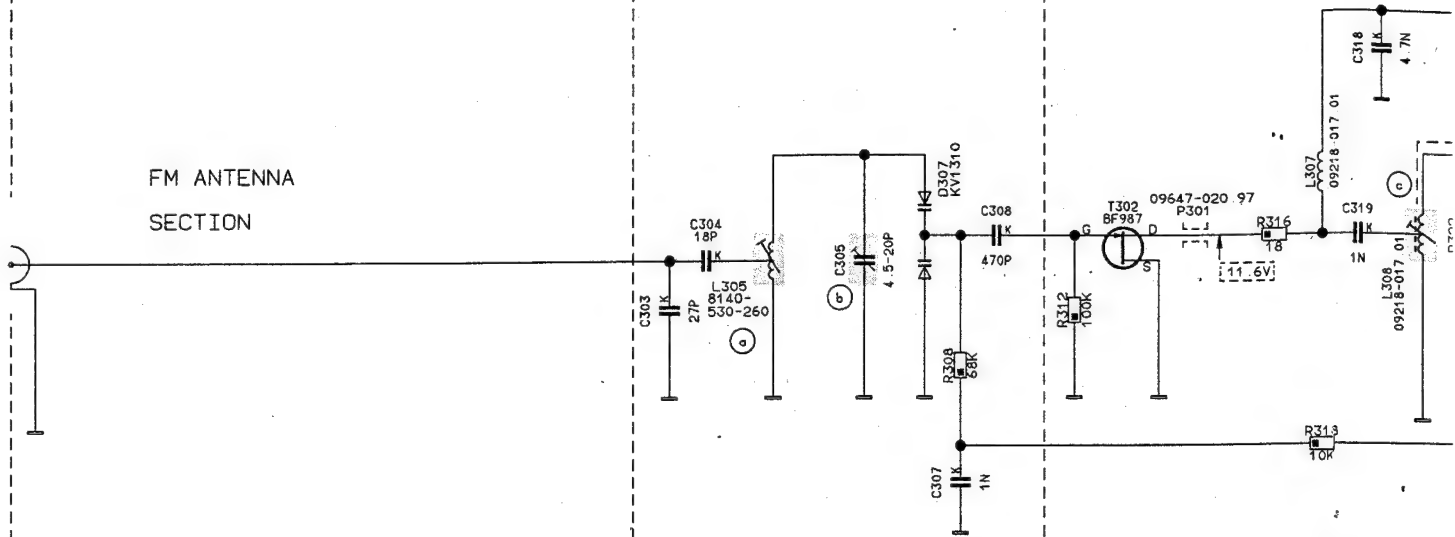 FM ANTENNA
SECTION
C303
K
27P
C304
18P
K
L305
8140-
530-260
a
C305
4.5-20P
b
D307
KV1310
C308
K
470P
R308
68K
C307
K
1N
G
R312
100K
T302
BF987
D
S
09647-020.97
P301
11.6V
R316
18
L307
09218-017 01
C318
K
4.7N
C319
K
1N
c
L308
09218-017 01
R313
10K